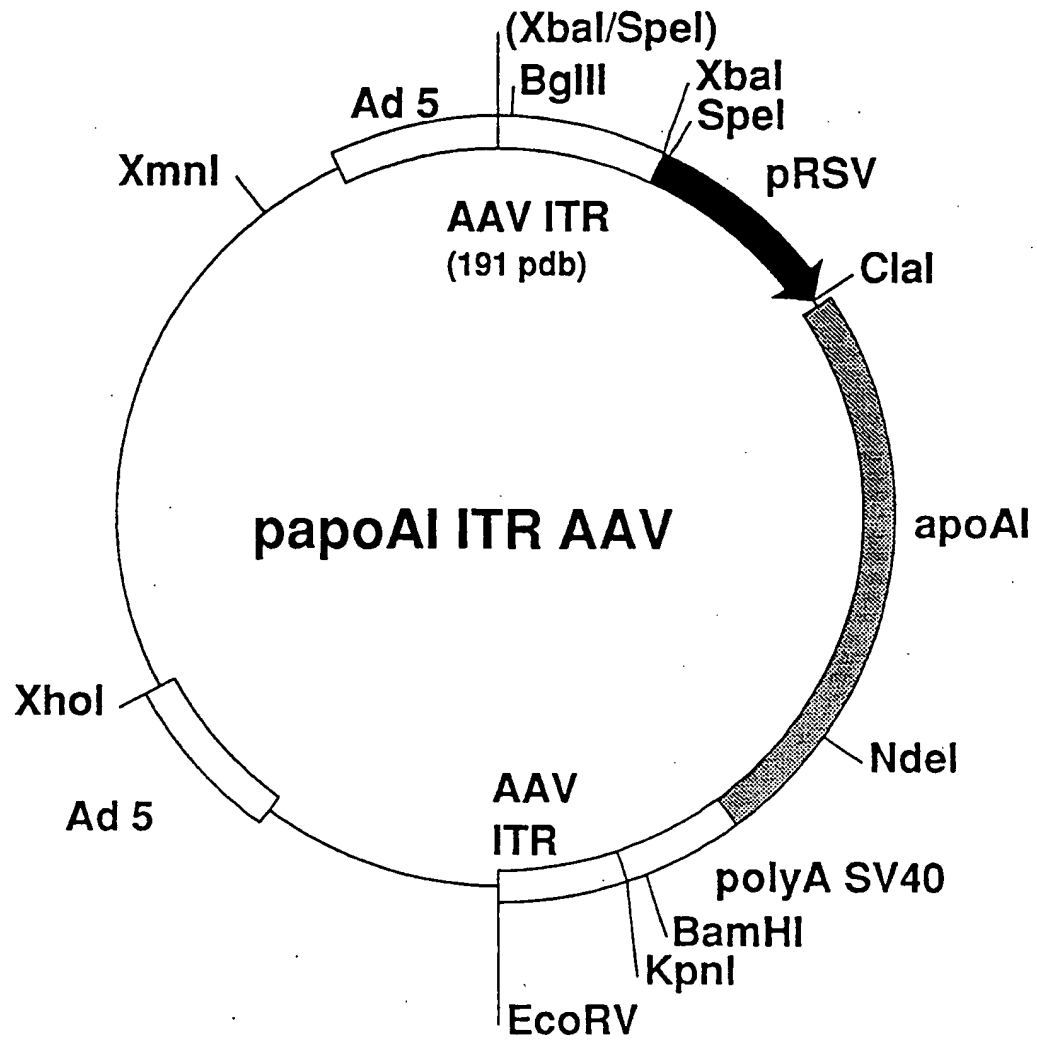 (XbaI/SpeI)
BglII
XbaI
SpeI
Ad 5
pRSV
XmnI
AAV ITR
(191 pdb)
ClaI
papoAI ITR AAV
apoAI
XhoI
NdeI
Ad 5
AAV
ITR
polyA SV40
BamHI
KpnI
EcoRV